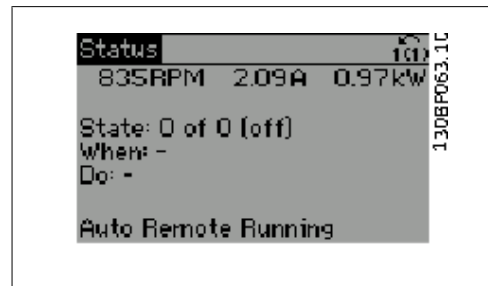 Status 1(1)
835RPM 2.09A 0.97kW
State: 0 of 0 (off)
When: -
Do: -
Auto Remote Running
130BP063.10